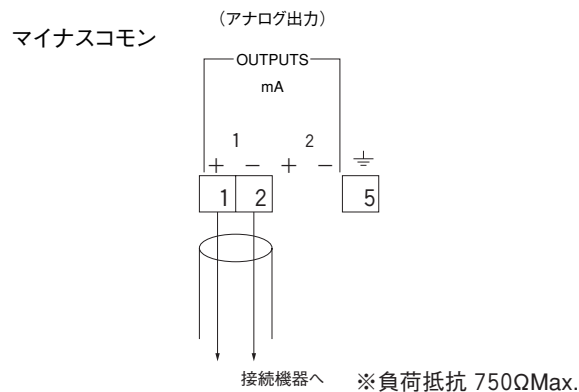 (アナログ出力)
マイナスコモン
OUTPUTS
mA
1 2
+ − + −
1 2 5
接続機器へ ※負荷抵抗 750ΩMax.